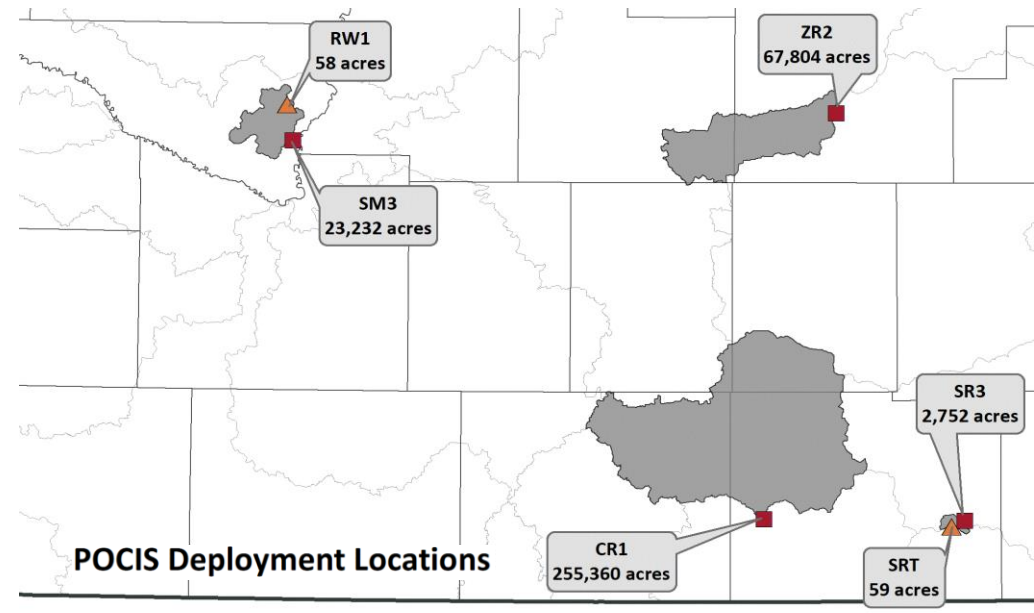 RW1
58 acres
ZR2
67,804 acres
SM3
23,232 acres
SR3
2,752 acres
CR1
255,360 acres
SRT
59 acres
POCIS Deployment Locations